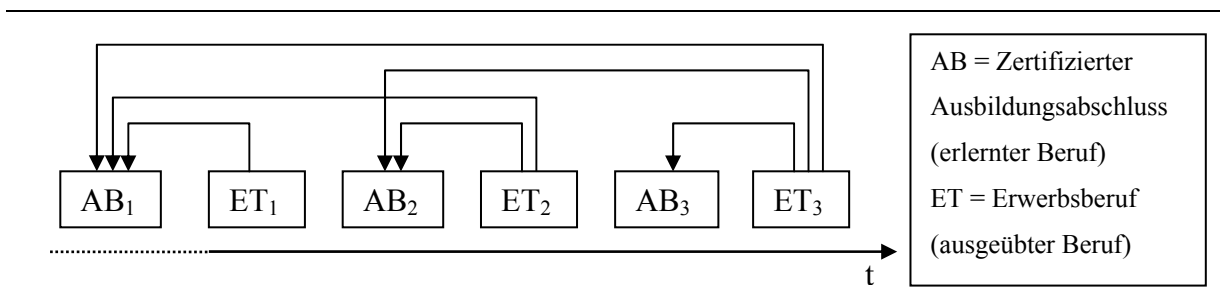 AB₁ ET₁ AB₂ ET₂ AB₃ ET₃
t
AB = Zertifizierter
Ausbildungsabschluss
(erlernter Beruf)
ET = Erwerbsberuf
(ausgeübter Beruf)